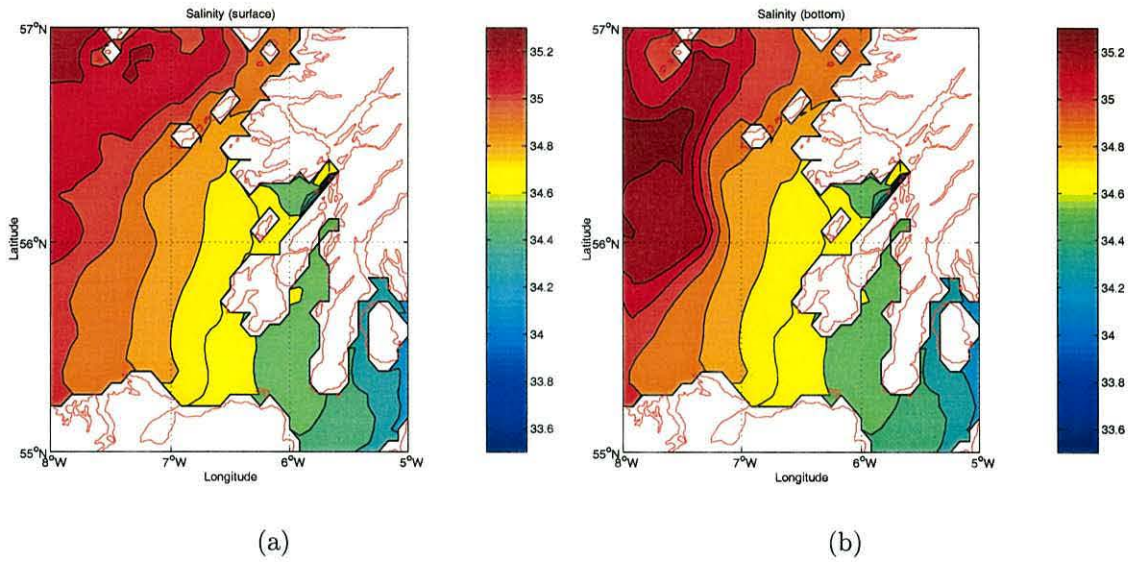 Salinity (surface)
57°N
56°N
55°N
Latitude
8°W 7°W 6°W 5°W
Longitude
35.2
35
34.8
34.6
34.4
34.2
34
33.8
33.6
(a)
Salinity (bottom)
57°N
56°N
55°N
Latitude
8°W 7°W 6°W 5°W
Longitude
35.2
35
34.8
34.6
34.4
34.2
34
33.8
33.6
(b)